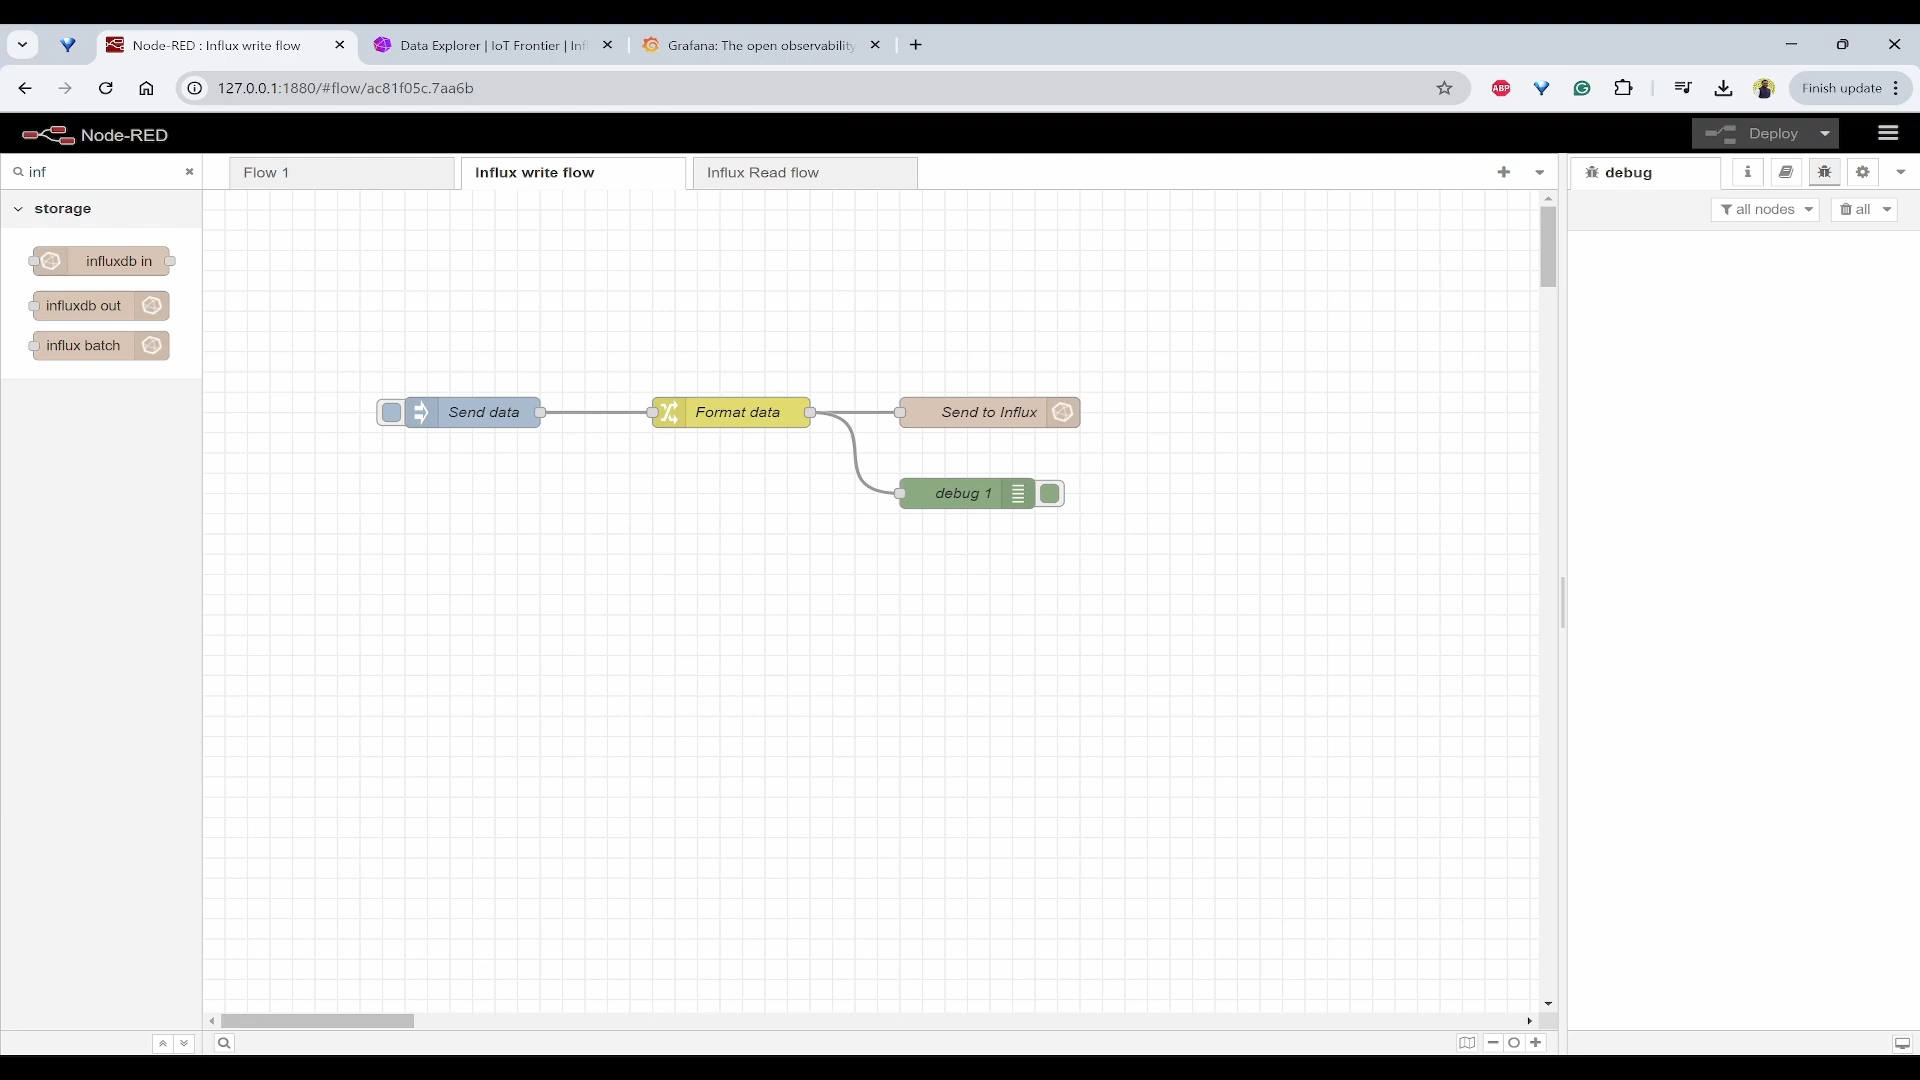 Node-RED : Influx write flow
Data Explorer | IoT Frontier | Inf
Grafana: The open observability
127.0.0.1:1880/#flow/ac81f05c.7aa6b
ABP
Finish update
Node-RED
Deploy
inf
Flow 1
Influx write flow
Influx Read flow
debug
i
storage
all nodes
all
influxdb in
influxdb out
influx batch
Send data
Format data
Send to Influx
debug 1